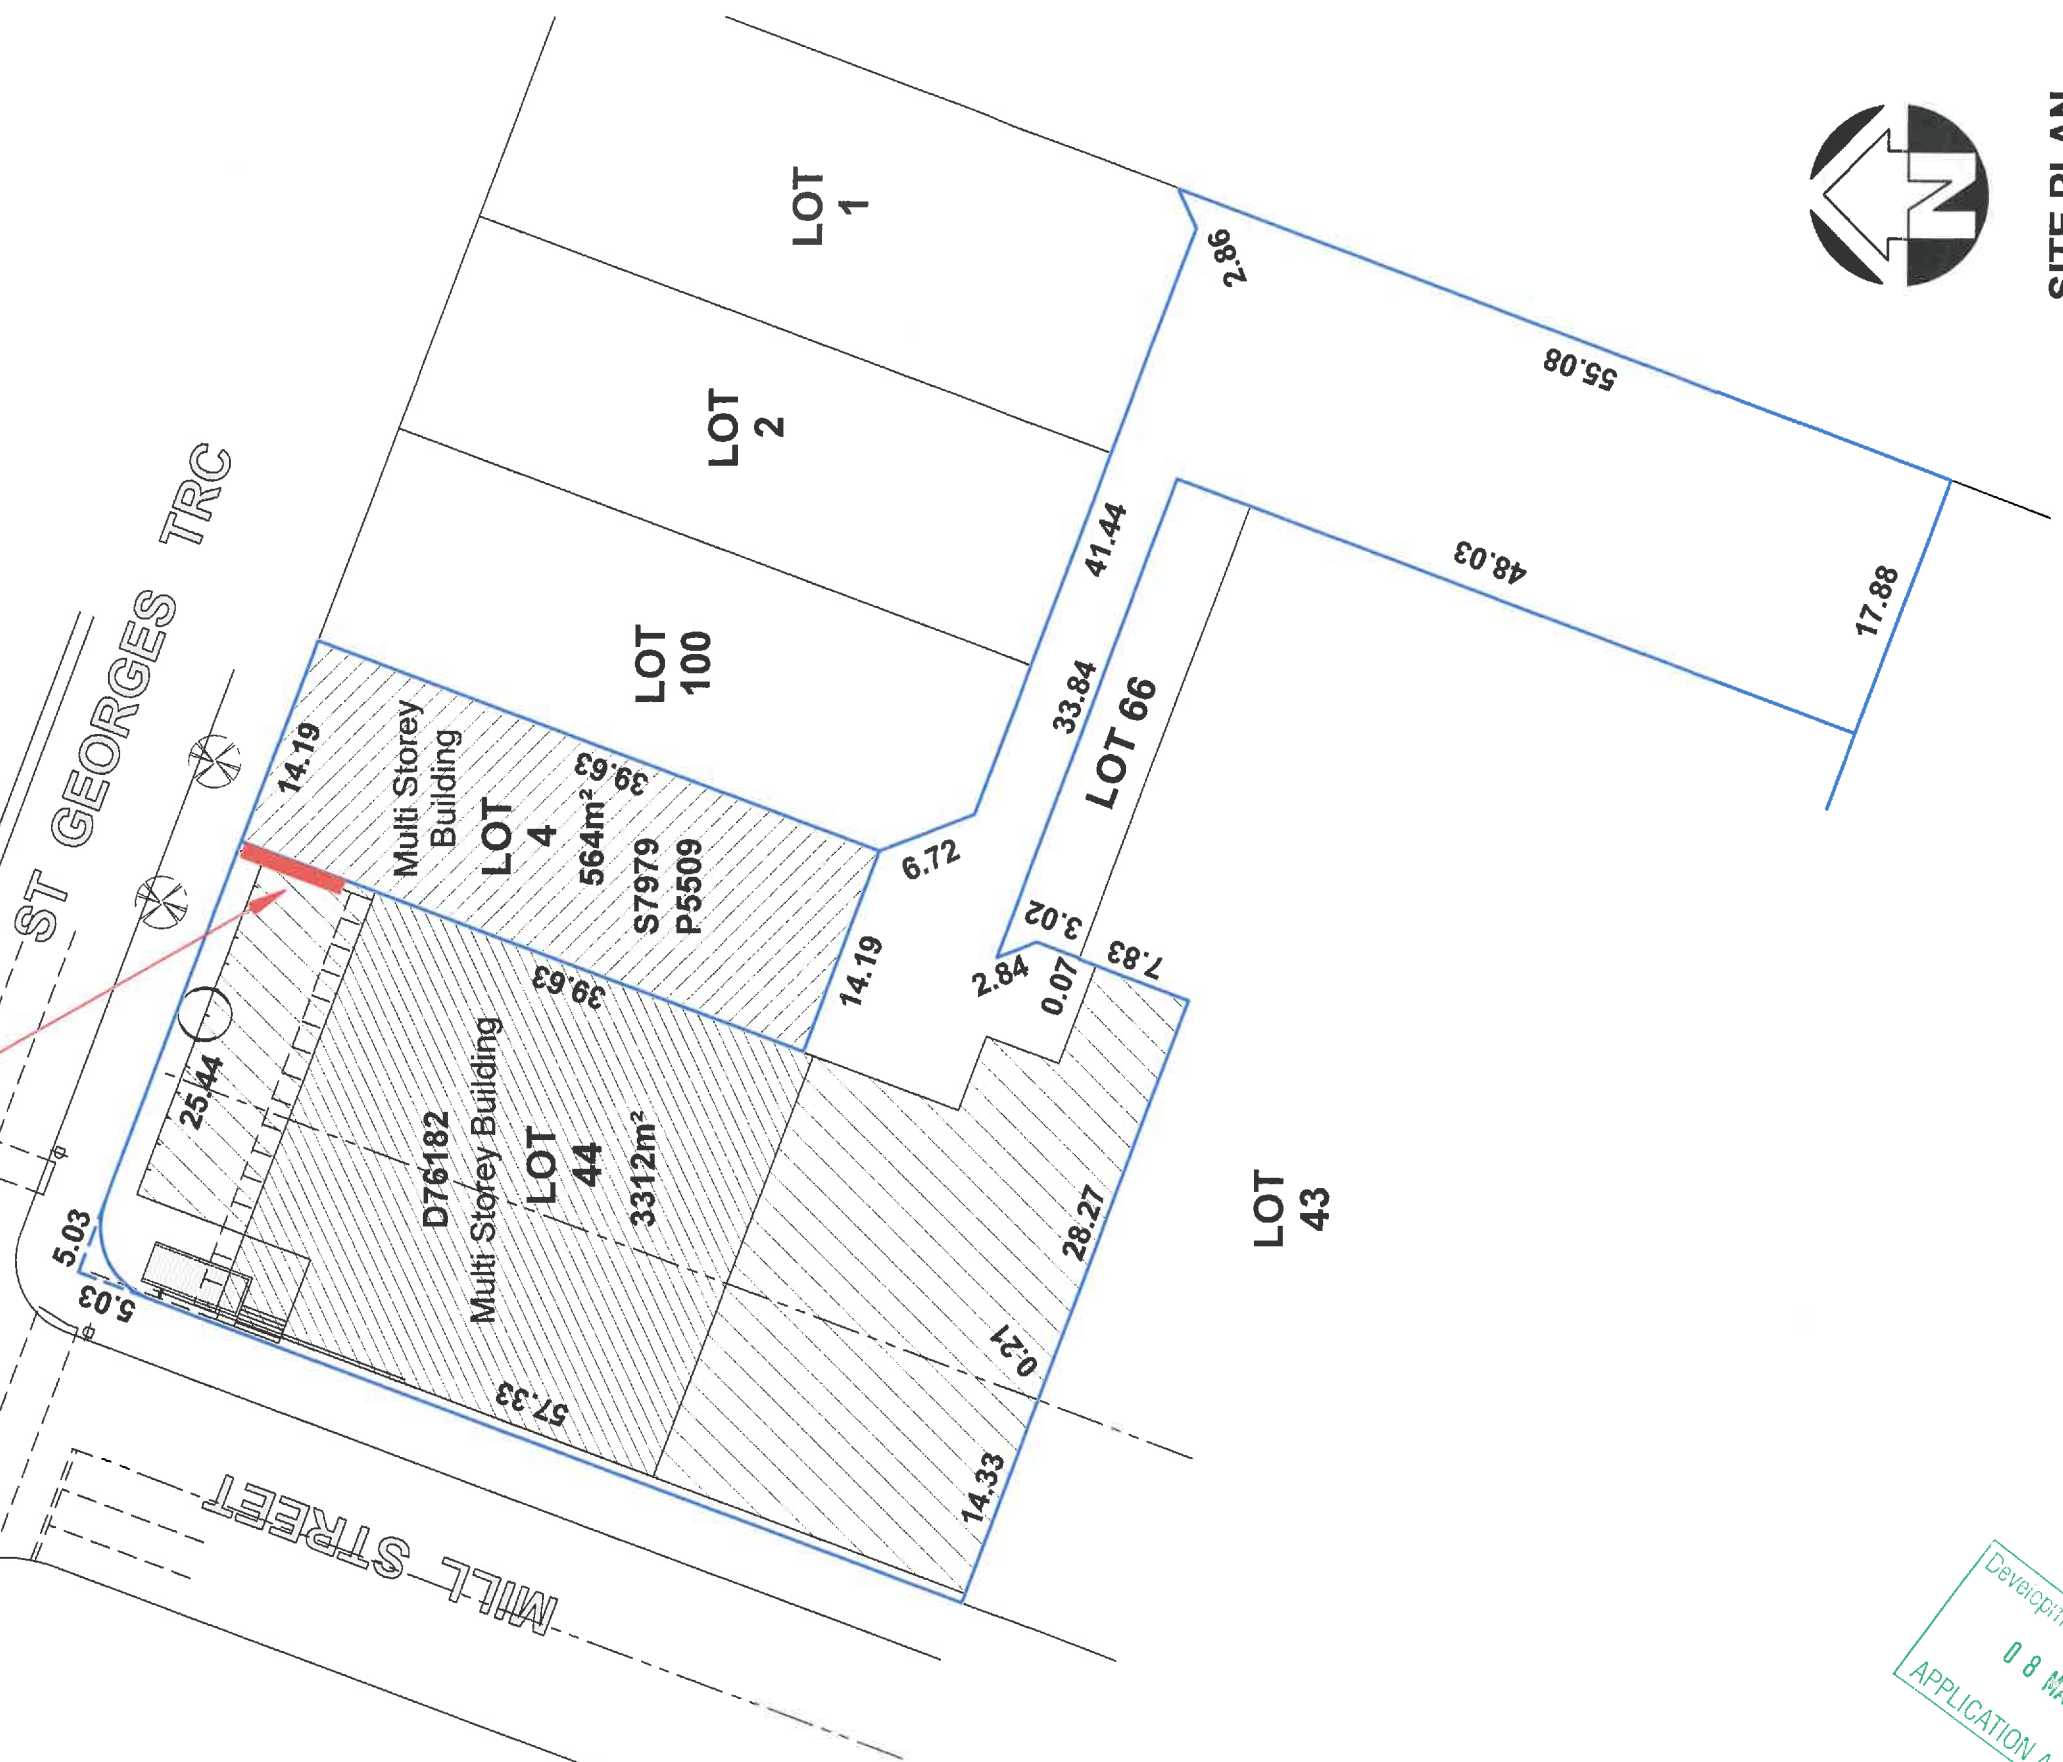 ST GEORGES TRC
MILL STREET
LOT
1
LOT
2
LOT
100
Multi Storey
Building
LOT
4
564m²
S7979
P5509
14.19
39.63
39.63
14.19
6.72
41.44
33.84
2.86
55.08
48.03
17.88
LOT 66
3.02
2.84
0.07
7.83
25.44
5.03
5.03
D76182
Multi Storey Building
LOT
44
3312m²
57.33
28.27
0.21
14.33
LOT
43
N
SITE PLAN
08
APPLICATION